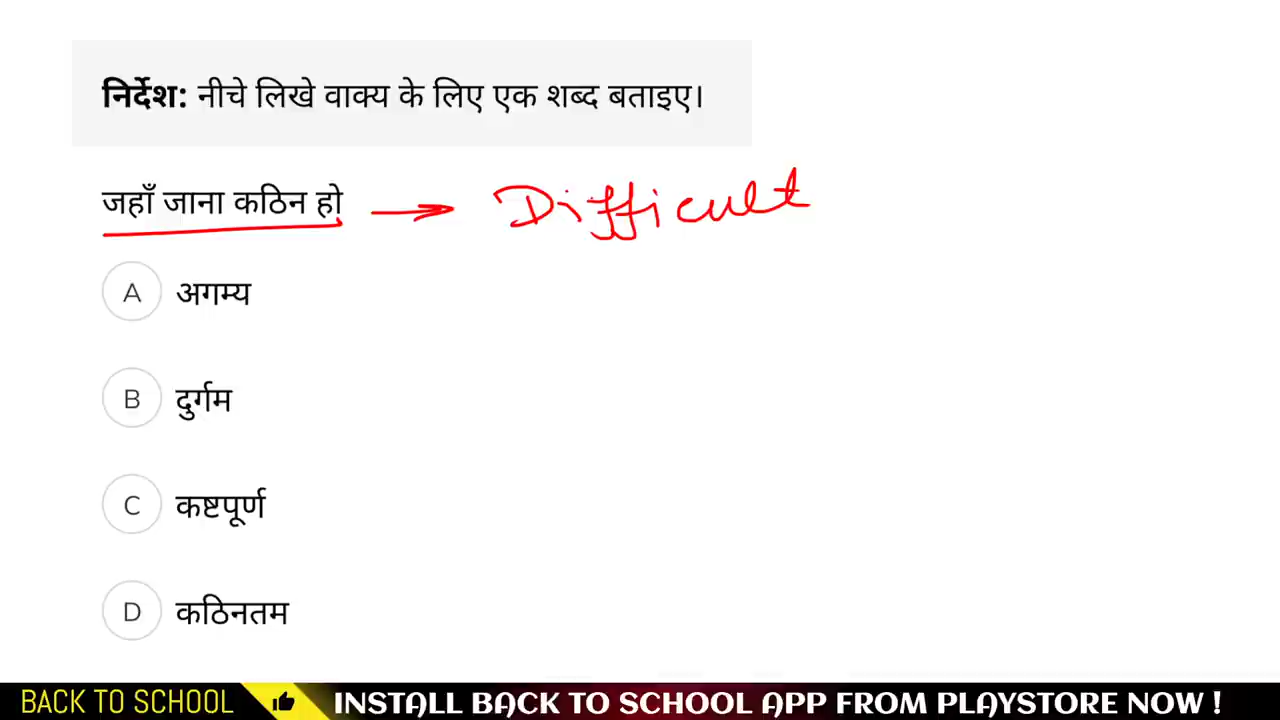 निर्देश: नीचे लिखे वाक्य के लिए एक शब्द बताइए।
जहाँ जाना कठिन हो → Difficult
A अगम्य
B दुर्गम
C कष्टपूर्ण
D कठिनतम
BACK TO SCHOOL INSTALL BACK TO SCHOOL APP FROM PLAYSTORE NOW !